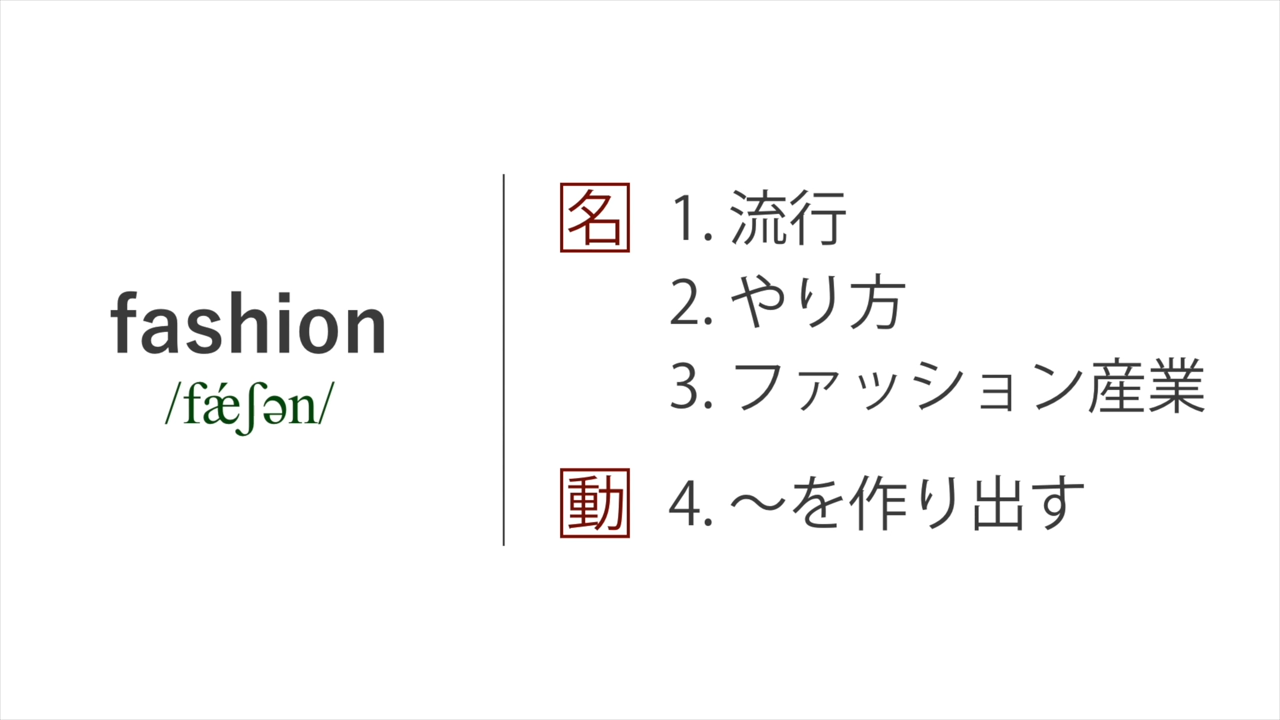 fashion
/fǽʃən/
名 1. 流行
2. やり方
3. ファッション産業
動 4. ～を作り出す